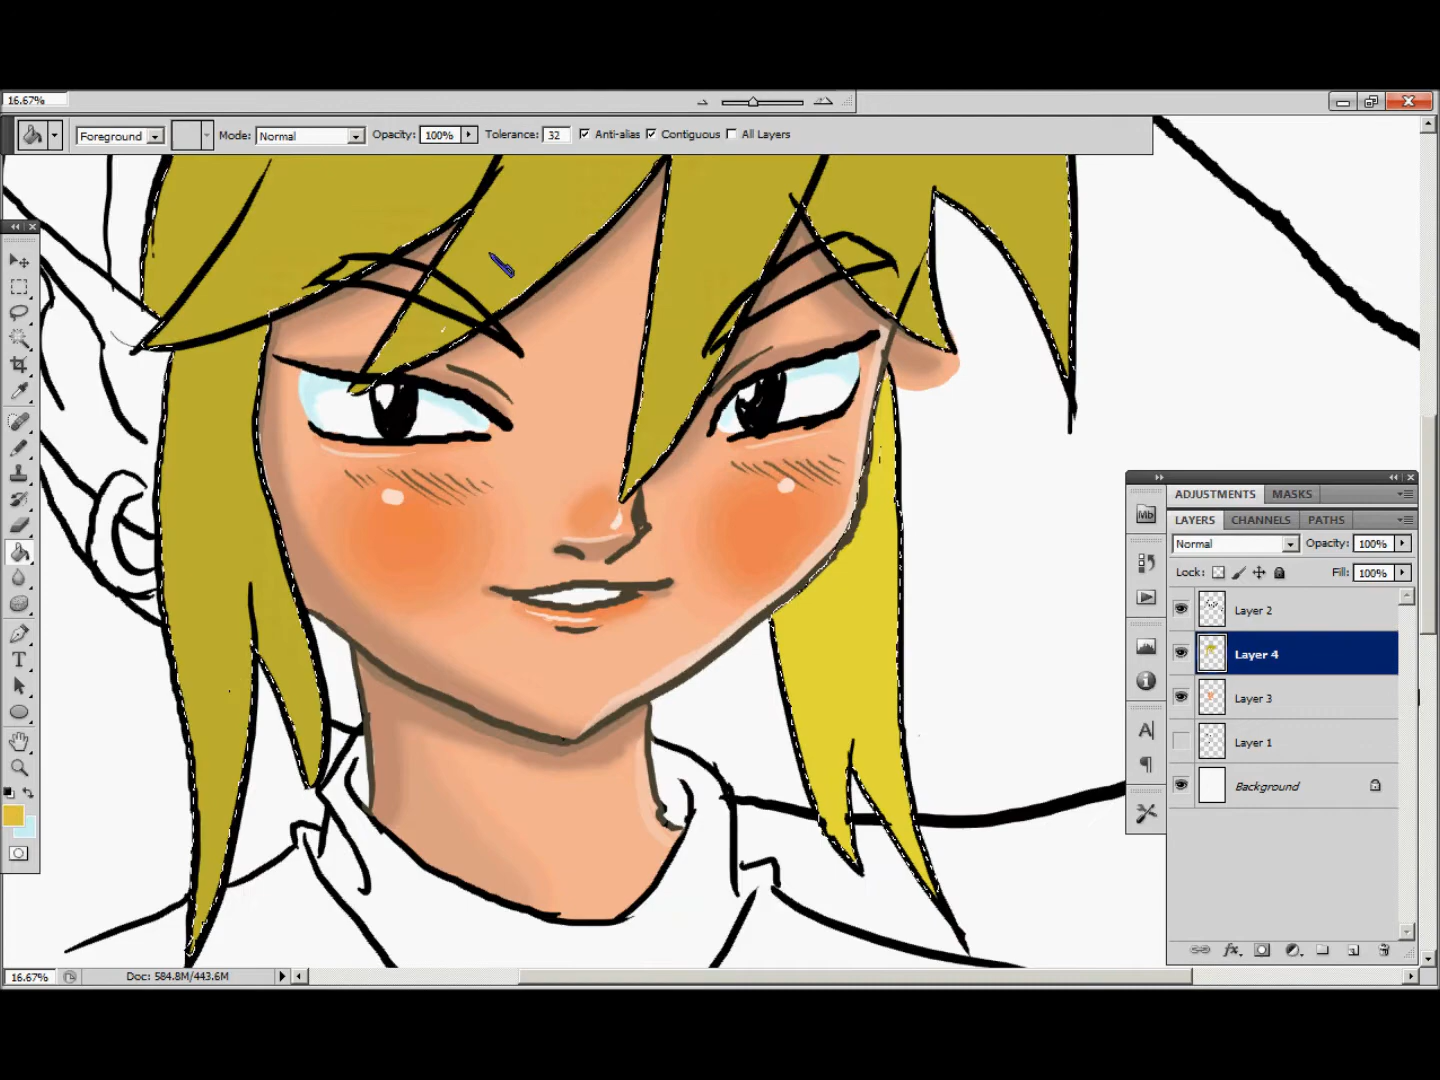 16.67%
Foreground Mode: Normal Opacity: 100% Tolerance: 32 Anti-alias Contiguous All Layers
ADJUSTMENTS MASKS
LAYERS CHANNELS PATHS
Normal Opacity: 100%
Lock: Fill: 100%
Layer 2
Layer 4
Layer 3
Layer 1
Background
Mb
A
T
fx
16.67% Doc: 584.8M/443.6M